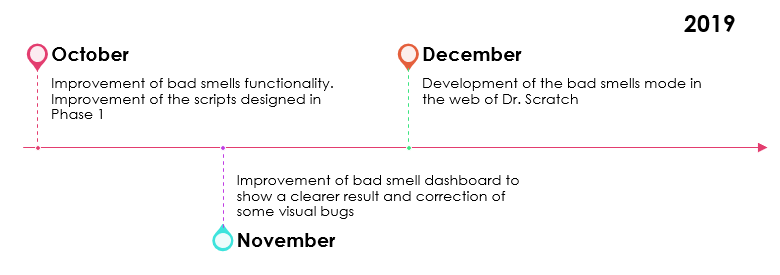 2019
October
Improvement of bad smells functionality.
Improvement of the scripts designed in
Phase 1
December
Development of the bad smells mode in
the web of Dr. Scratch
Improvement of bad smell dashboard to
show a clearer result and correction of
some visual bugs
November